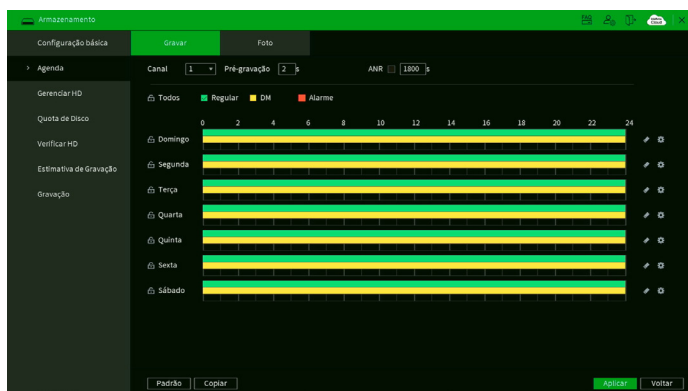 Armazenamento
FAQ
Configuração básica
Gravar
Foto
Agenda
Canal 1 Pré-gravação 2 s ANR 1800 s
Gerenciar HD
Todos Regular DM Alarme
Quota de Disco
0 2 4 6 8 10 12 14 16 18 20 22 24
Verificar HD
Domingo
Estimativa de Gravação
Segunda
Gravação
Terça
Quarta
Quinta
Sexta
Sábado
Padrão Copiar
Aplicar Voltar